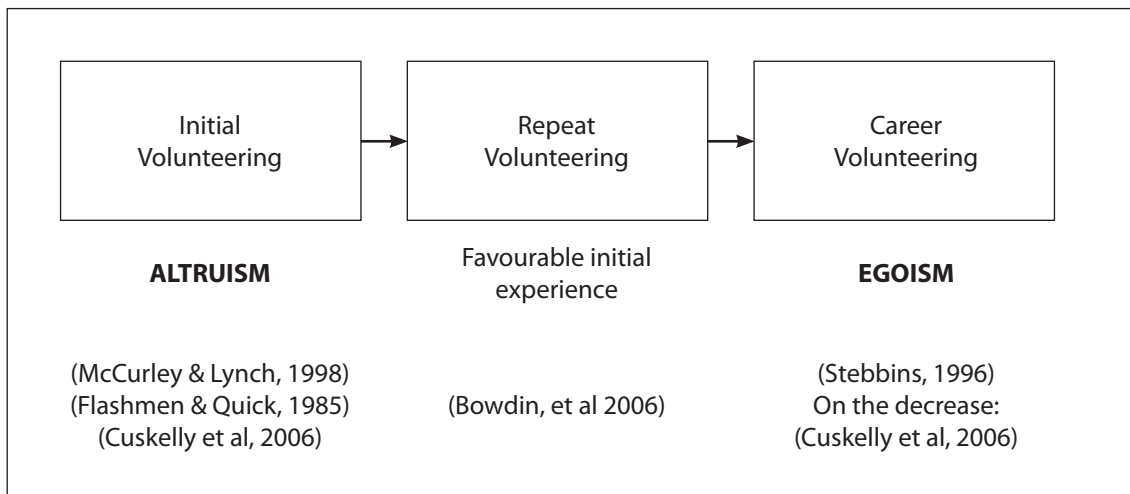 Initial
Volunteering
Repeat
Volunteering
Career
Volunteering
ALTRUISM
Favourable initial
experience
EGOISM
(McCurley & Lynch, 1998)
(Flashmen & Quick, 1985)
(Cuskelly et al, 2006)
(Bowdin, et al 2006)
(Stebbins, 1996)
On the decrease:
(Cuskelly et al, 2006)